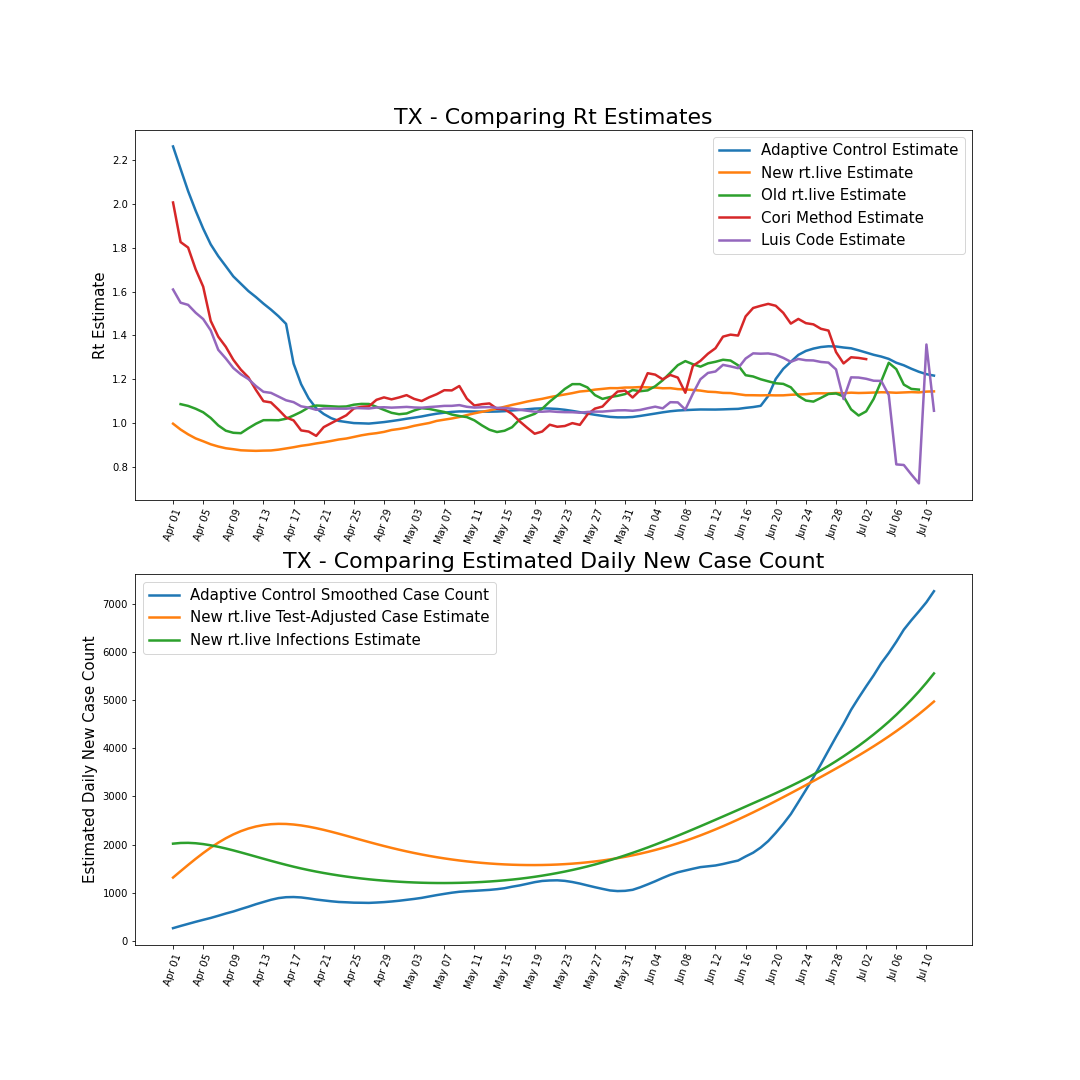 TX - Comparing Rt Estimates
Rt Estimate
2.2
2.0
1.8
1.6
1.4
1.2
1.0
0.8
Adaptive Control Estimate
New rt.live Estimate
Old rt.live Estimate
Cori Method Estimate
Luis Code Estimate
Apr 01 Apr 05 Apr 09 Apr 13 Apr 17 Apr 21 Apr 25 Apr 29 May 03 May 07 May 11 May 15 May 19 May 23 May 27 May 31 Jun 04 Jun 08 Jun 12 Jun 16 Jun 20 Jun 24 Jun 28 Jul 02 Jul 06 Jul 10
TX - Comparing Estimated Daily New Case Count
Estimated Daily New Case Count
7000
6000
5000
4000
3000
2000
1000
0
Adaptive Control Smoothed Case Count
New rt.live Test-Adjusted Case Estimate
New rt.live Infections Estimate
Apr 01 Apr 05 Apr 09 Apr 13 Apr 17 Apr 21 Apr 25 Apr 29 May 03 May 07 May 11 May 15 May 19 May 23 May 27 May 31 Jun 04 Jun 08 Jun 12 Jun 16 Jun 20 Jun 24 Jun 28 Jul 02 Jul 06 Jul 10